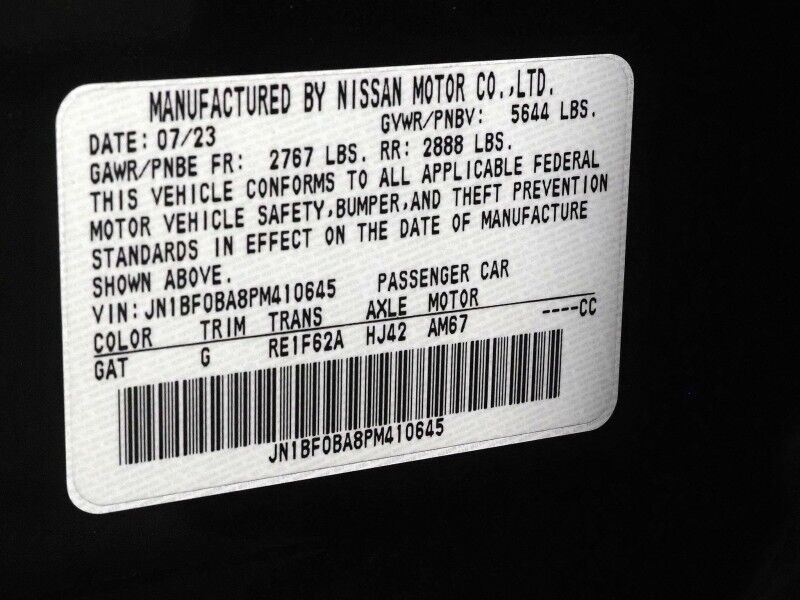 MANUFACTURED BY NISSAN MOTOR CO.,LTD.
DATE: 07/23 GVWR/PNBV: 5644 LBS.
GAWR/PNBE FR: 2767 LBS. RR: 2888 LBS.
THIS VEHICLE CONFORMS TO ALL APPLICABLE FEDERAL
MOTOR VEHICLE SAFETY,BUMPER,AND THEFT PREVENTION
STANDARDS IN EFFECT ON THE DATE OF MANUFACTURE
SHOWN ABOVE.
VIN: JN1BF0BA8PM410645 PASSENGER CAR
COLOR TRIM TRANS AXLE MOTOR
GAT G RE1F62A HJ42 AM67 ----CC
JN1BF0BA8PM410645